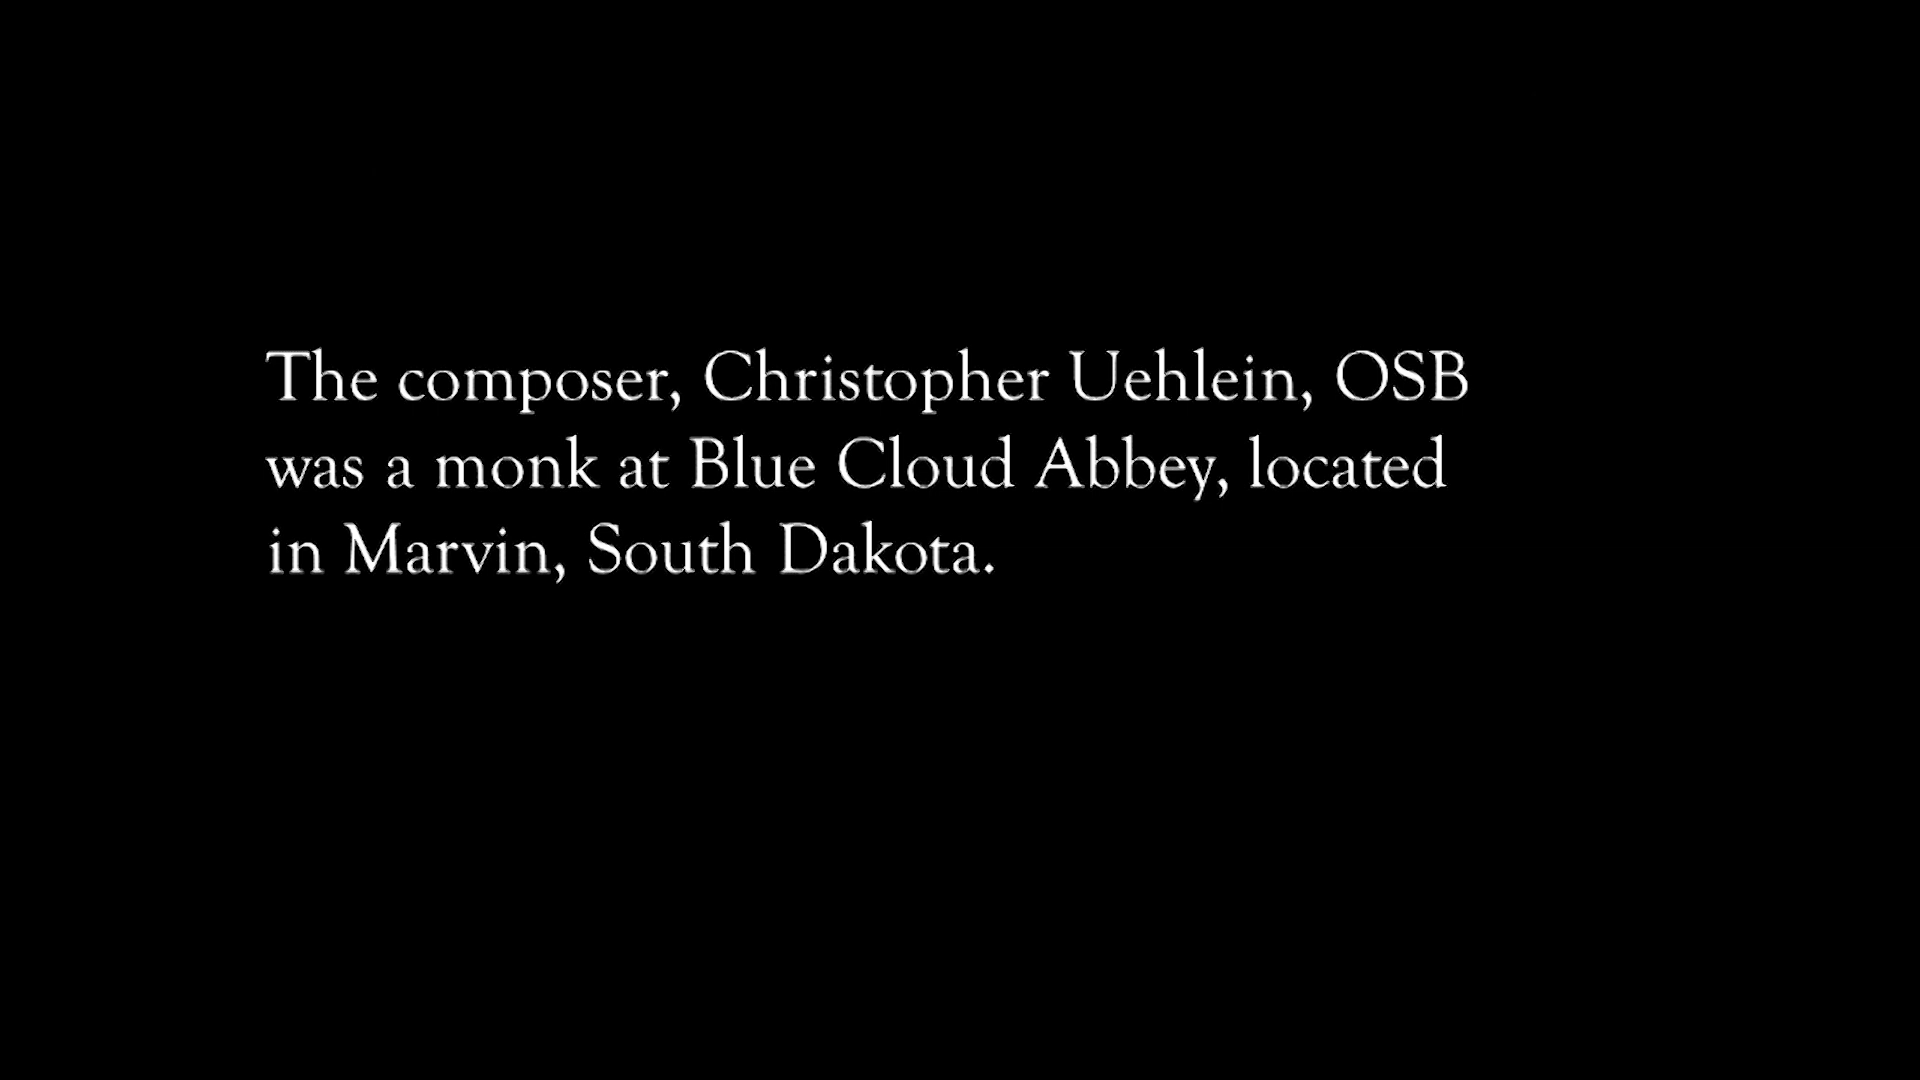 The composer, Christopher Uehlein, OSB
was a monk at Blue Cloud Abbey, located
in Marvin, South Dakota.